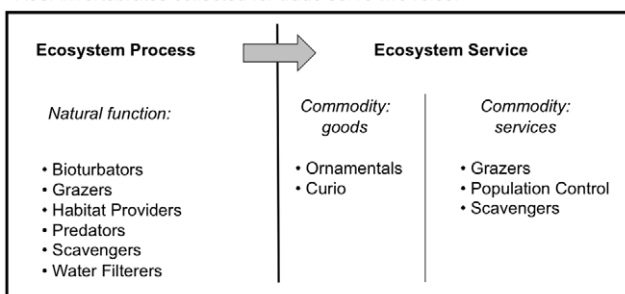 Ecosystem Process
Ecosystem Service
Natural function:
• Bioturbators
• Grazers
• Habitat Providers
• Predators
• Scavengers
• Water Filterers
Commodity:
goods
• Ornamentals
• Curio
Commodity:
services
• Grazers
• Population Control
• Scavengers